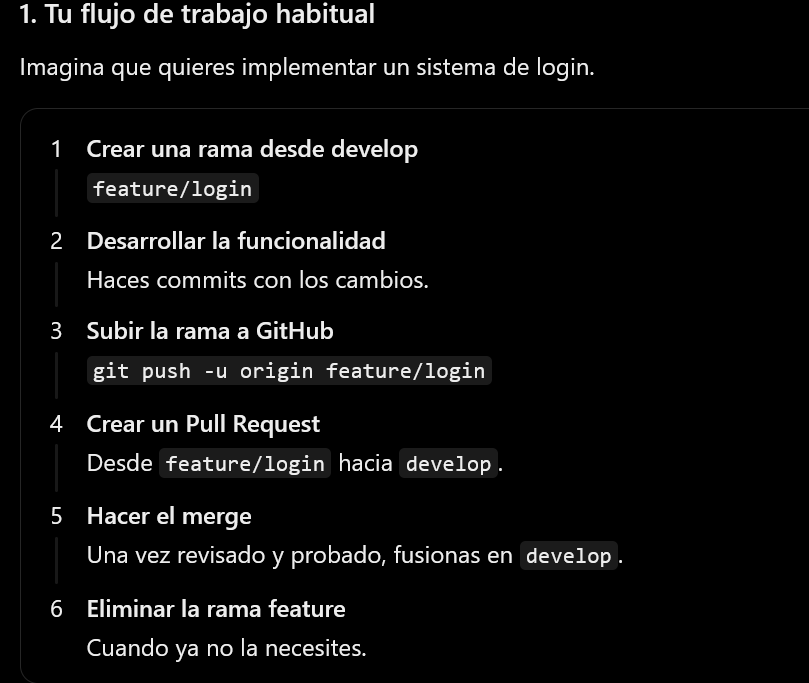 1. Tu flujo de trabajo habitual
Imagina que quieres implementar un sistema de login.
1 Crear una rama desde develop
feature/login
2 Desarrollar la funcionalidad
Haces commits con los cambios.
3 Subir la rama a GitHub
git push -u origin feature/login
4 Crear un Pull Request
Desde feature/login hacia develop.
5 Hacer el merge
Una vez revisado y probado, fusionas en develop.
6 Eliminar la rama feature
Cuando ya no la necesites.